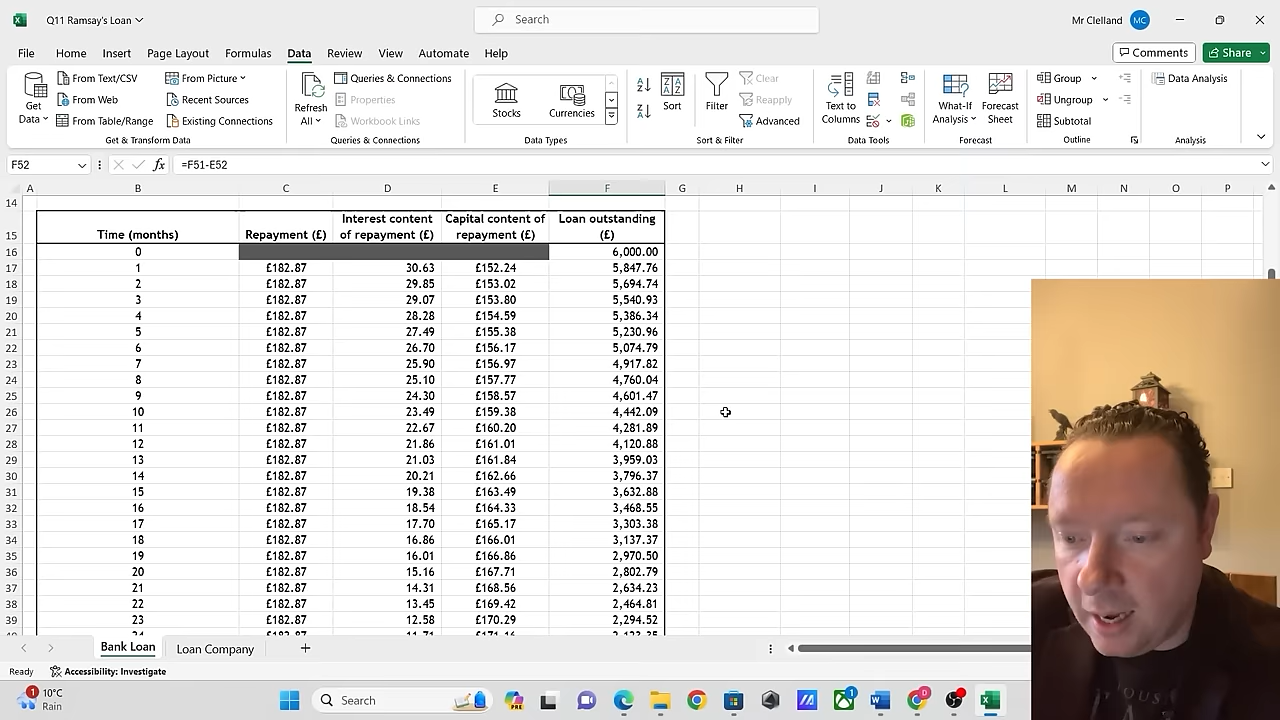 Q11 Ramsay's Loan
Search
Mr Clelland
MC
File Home Insert Page Layout Formulas Data Review View Automate Help
Comments
Share
Get Data
From Text/CSV
From Web
From Table/Range
From Picture
Recent Sources
Existing Connections
Get & Transform Data
Refresh All
Queries & Connections
Properties
Workbook Links
Queries & Connections
Stocks
Currencies
Data Types
Sort
Filter
Clear
Reapply
Advanced
Sort & Filter
Text to Columns
Data Tools
What-If Analysis
Forecast Sheet
Forecast
Group
Ungroup
Subtotal
Outline
Data Analysis
Analysis
F52
fx
=F51-E52
A B C D E F G H I J K L M N O P
14
15 Time (months) Repayment (£) Interest content of repayment (£) Capital content of repayment (£) Loan outstanding (£)
16 0 6,000.00
17 1 £182.87 30.63 £152.24 5,847.76
18 2 £182.87 29.85 £153.02 5,694.74
19 3 £182.87 29.07 £153.80 5,540.93
20 4 £182.87 28.28 £154.59 5,386.34
21 5 £182.87 27.49 £155.38 5,230.96
22 6 £182.87 26.70 £156.17 5,074.79
23 7 £182.87 25.90 £156.97 4,917.82
24 8 £182.87 25.10 £157.77 4,760.04
25 9 £182.87 24.30 £158.57 4,601.47
26 10 £182.87 23.49 £159.38 4,442.09
27 11 £182.87 22.67 £160.20 4,281.89
28 12 £182.87 21.86 £161.01 4,120.88
29 13 £182.87 21.03 £161.84 3,959.03
30 14 £182.87 20.21 £162.66 3,796.37
31 15 £182.87 19.38 £163.49 3,632.88
32 16 £182.87 18.54 £164.33 3,468.55
33 17 £182.87 17.70 £165.17 3,303.38
34 18 £182.87 16.86 £166.01 3,137.37
35 19 £182.87 16.01 £166.86 2,970.50
36 20 £182.87 15.16 £167.71 2,802.79
37 21 £182.87 14.31 £168.56 2,634.23
38 22 £182.87 13.45 £169.42 2,464.81
39 23 £182.87 12.58 £170.29 2,294.52
Bank Loan
Loan Company
Ready
Accessibility: Investigate
1
10°C
Rain
Search
PRE
1
D